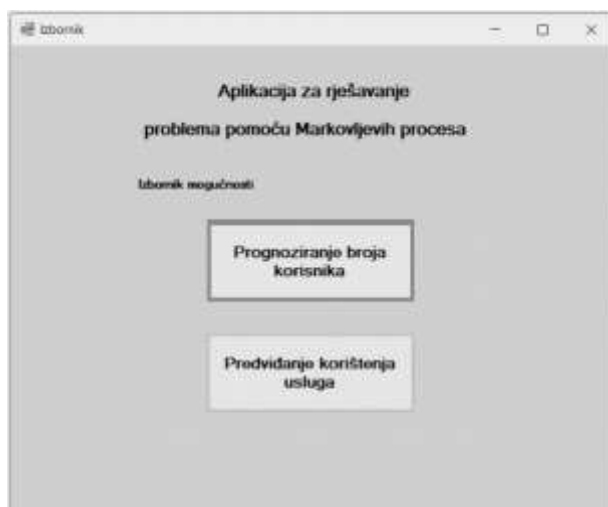 Izbornik
Aplikacija za rješavanje
problema pomoću Markovljevih procesa
Izbornik mogućnosti
Prognoziranje broja
korisnika
Predviđanje korištenja
usluga